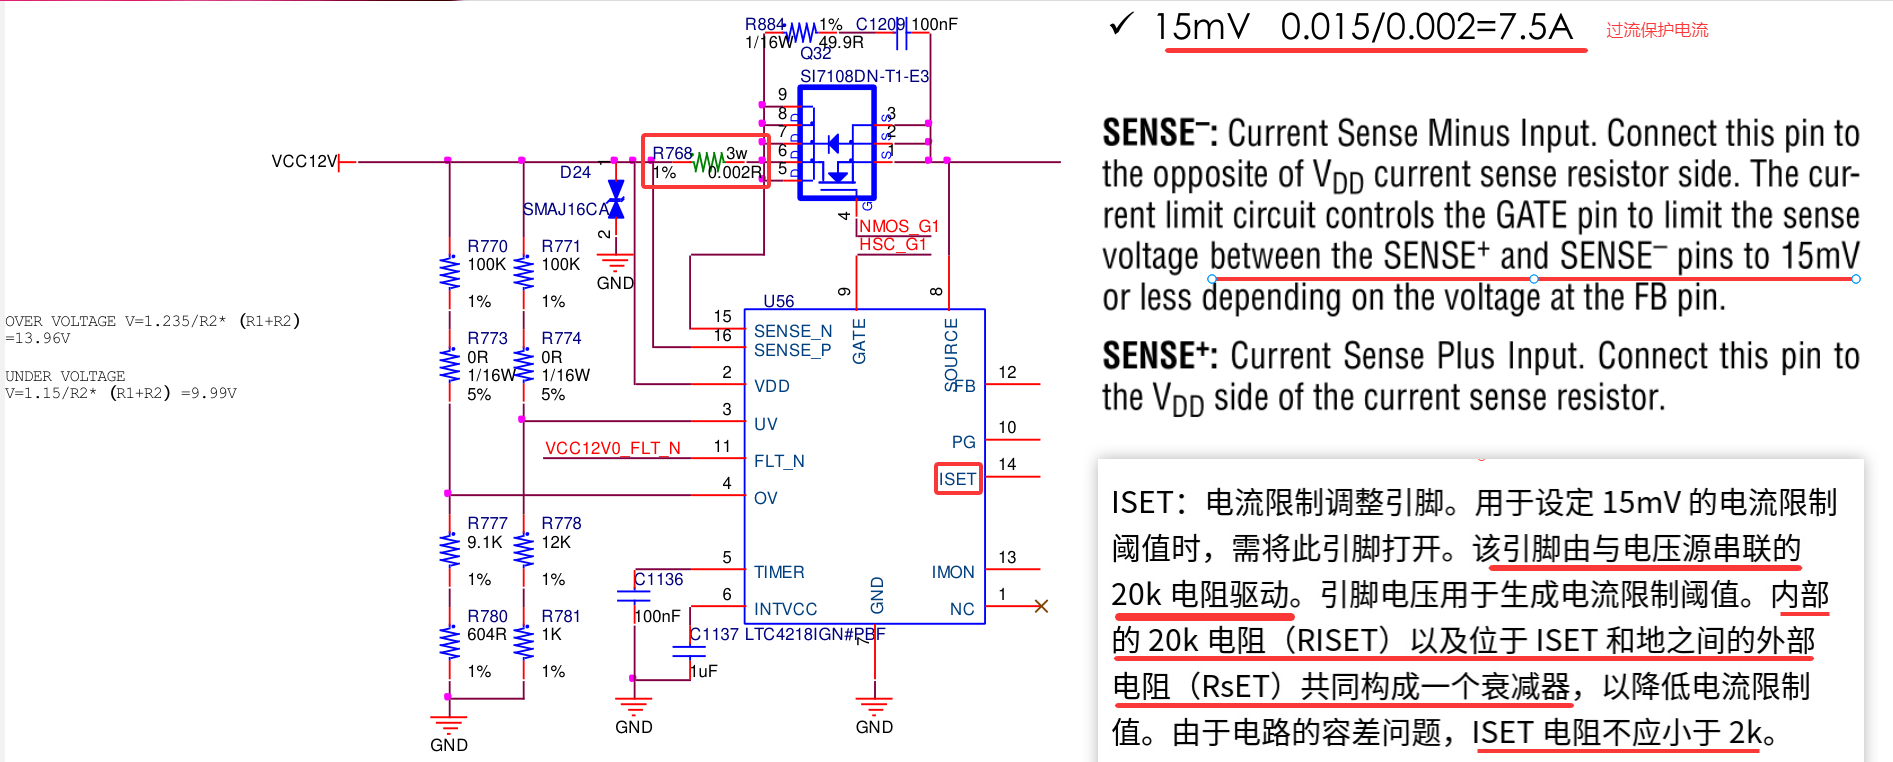 R884 1% C1209 100nF
1/16W 49.9R
Q32
SI7108DN-T1-E3
9
8
7
6
5
D
D
D
D
3
2
1
S
S
S
4
G
NMOS_G1
HSC_G1
VCC12V
R768 3w
1% 0.002R
D24
1
SMAJ16CA
2
GND
R770
100K
1%
R771
100K
1%
OVER VOLTAGE V=1.235/R2* (R1+R2)
=13.96V
UNDER VOLTAGE
V=1.15/R2* (R1+R2) =9.99V
R773
0R
1/16W
5%
R774
0R
1/16W
5%
R777
9.1K
1%
R778
12K
1%
R780
604R
1%
R781
1K
1%
GND
U56
15 SENSE_N
16 SENSE_P
2 VDD
3 UV
VCC12V0_FLT_N 11 FLT_N
4 OV
5 TIMER
6 INTVCC
9 GATE
8 SOURCE
FB 12
PG 10
ISET 14
IMON 13
NC 1
GND 7
C1136
100nF
C1137 LTC4218IGN#PBF
1uF
GND
GND
✓ 15mV 0.015/0.002=7.5A 过流保护电流
SENSE–: Current Sense Minus Input. Connect this pin to
the opposite of VDD current sense resistor side. The cur-
rent limit circuit controls the GATE pin to limit the sense
voltage between the SENSE+ and SENSE– pins to 15mV
or less depending on the voltage at the FB pin.
SENSE+: Current Sense Plus Input. Connect this pin to
the VDD side of the current sense resistor.
ISET：电流限制调整引脚。用于设定 15mV 的电流限制
阈值时，需将此引脚打开。该引脚由与电压源串联的
20k 电阻驱动。引脚电压用于生成电流限制阈值。内部
的 20k 电阻（RISET）以及位于 ISET 和地之间的外部
电阻（RsET）共同构成一个衰减器，以降低电流限制
值。由于电路的容差问题，ISET 电阻不应小于 2k。